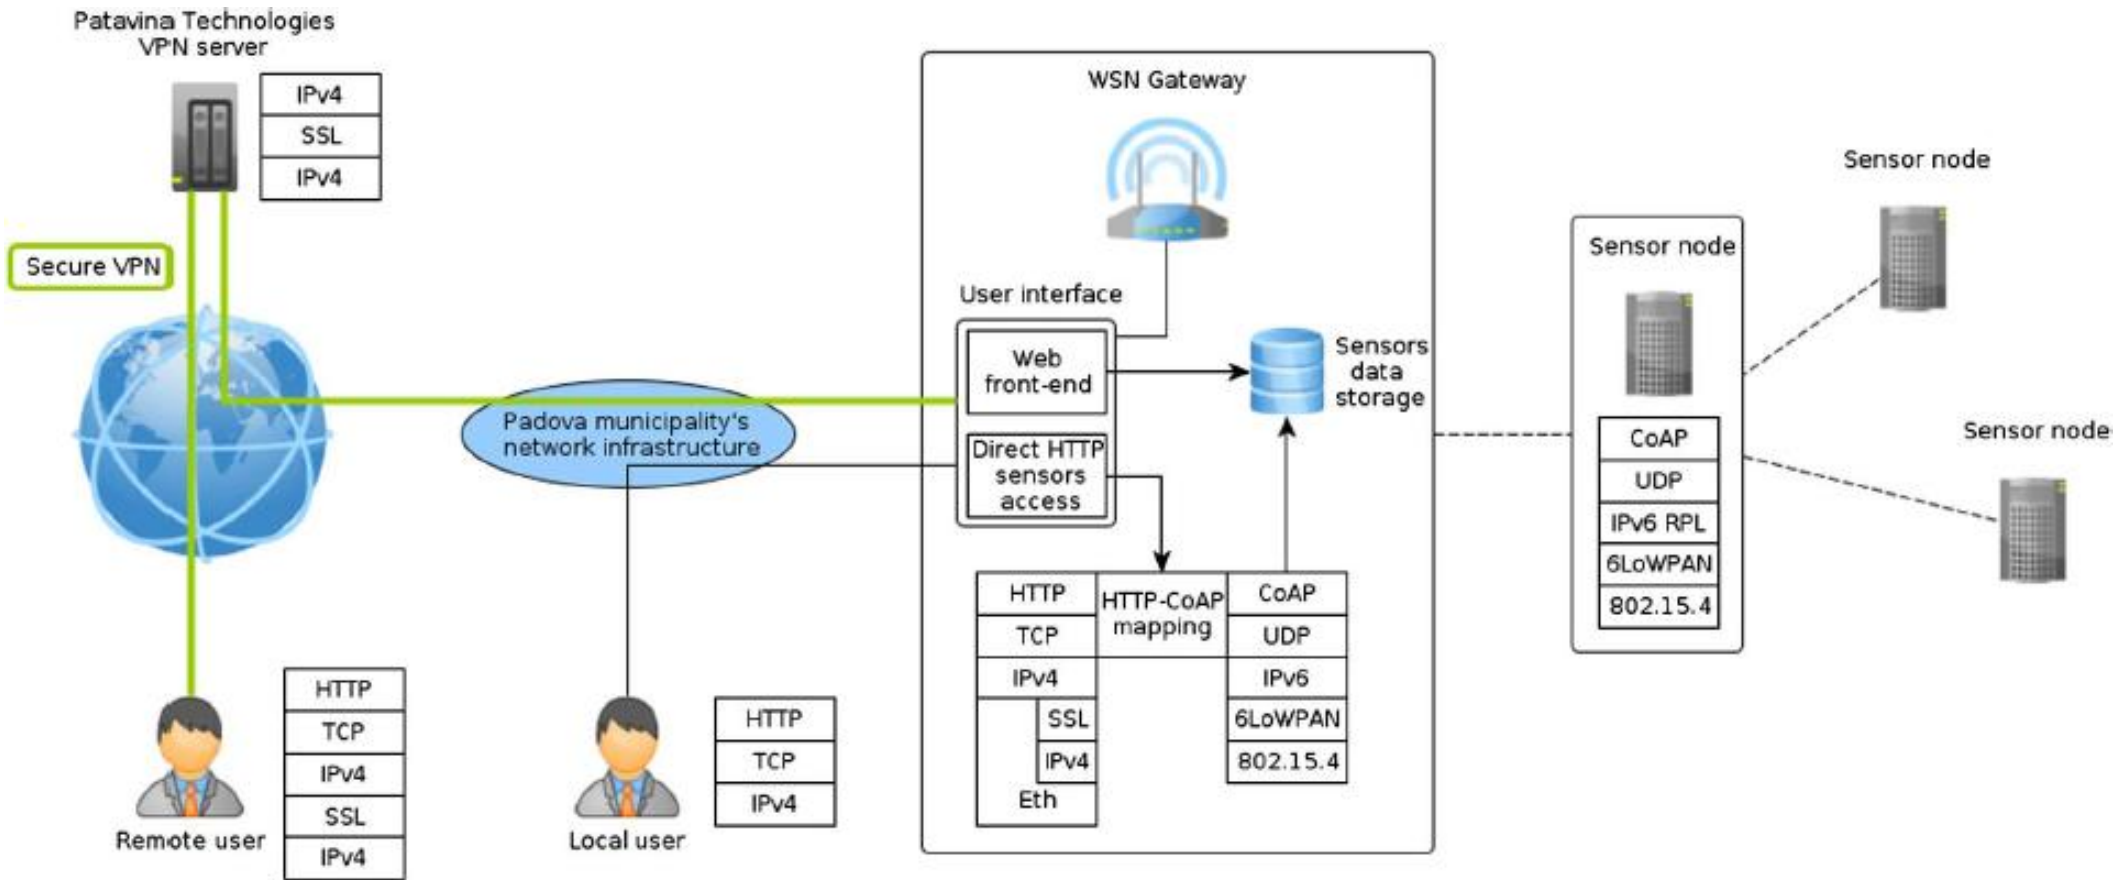 Patavina Technologies
VPN server
IPv4
SSL
IPv4
Secure VPN
HTTP
TCP
IPv4
SSL
IPv4
Remote user
Padova municipality's
network infrastructure
HTTP
TCP
IPv4
Local user
WSN Gateway
User interface
Web
front-end
Direct HTTP
sensors
access
Sensors
data
storage
HTTP
TCP
IPv4
SSL
IPv4
Eth
HTTP-CoAP
mapping
CoAP
UDP
IPv6
6LoWPAN
802.15.4
Sensor node
CoAP
UDP
IPv6 RPL
6LoWPAN
802.15.4
Sensor node
Sensor node